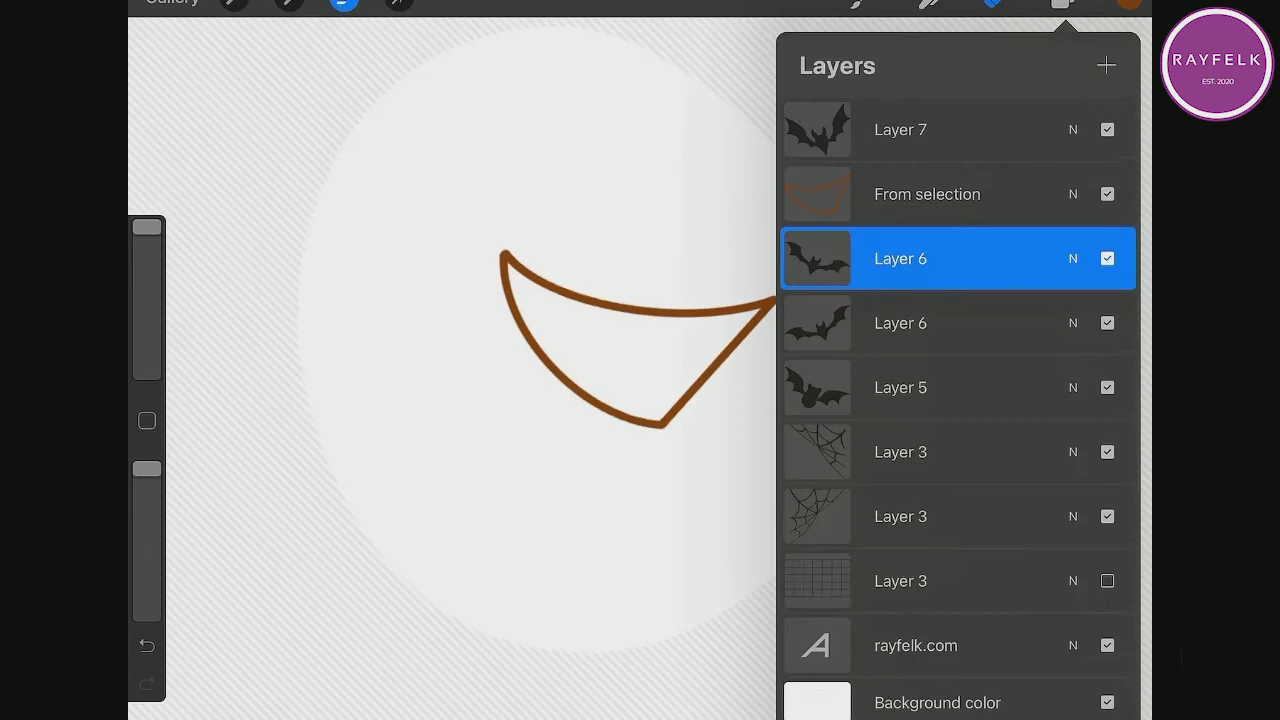 Gallery
RAYFELK
EST. 2020
Layers
Layer 7 N
From selection N
Layer 6 N
Layer 6 N
Layer 5 N
Layer 3 N
Layer 3 N
Layer 3 N
A rayfelk.com N
Background color